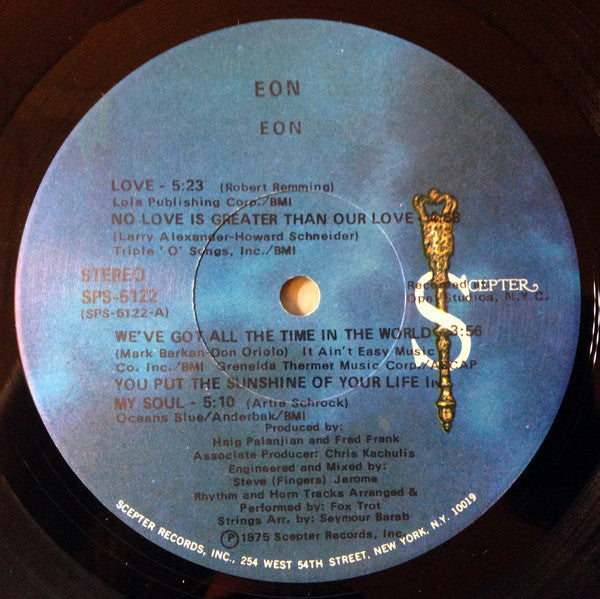 EON
EON
LOVE - 5:23 (Robert Remming)
Lola Publishing Corp./BMI
NO LOVE IS GREATER THAN OUR LOVE - 4:38
(Larry Alexander-Howard Schneider)
Triple 'O' Songs, Inc./BMI
STEREO
SPS-5122
(SPS-5122-A)
Recorded at
Opal Studios, N.Y.C.
SCEPTER
WE'VE GOT ALL THE TIME IN THE WORLD - 3:56
(Mark Barkan-Don Oriolo) It Ain't Easy Music
Co. Inc./BMI Grenelda Thermer Music Corp./ASCAP
YOU PUT THE SUNSHINE OF YOUR LIFE In
MY SOUL - 5:10 (Artie Schrock)
Oceans Blue/Anderbak/BMI
Produced by:
Haig Palanjian and Fred Frank
Associate Producer: Chris Kachulis
Engineered and Mixed by:
Steve (Fingers) Jerome
Rhythm and Horn Tracks Arranged &
Performed by: Fox Trot
Strings Arr. by: Seymour Barab
Ⓟ 1975 Scepter Records, Inc.
SCEPTER RECORDS, INC., 254 WEST 54TH STREET, NEW YORK, N.Y. 10019